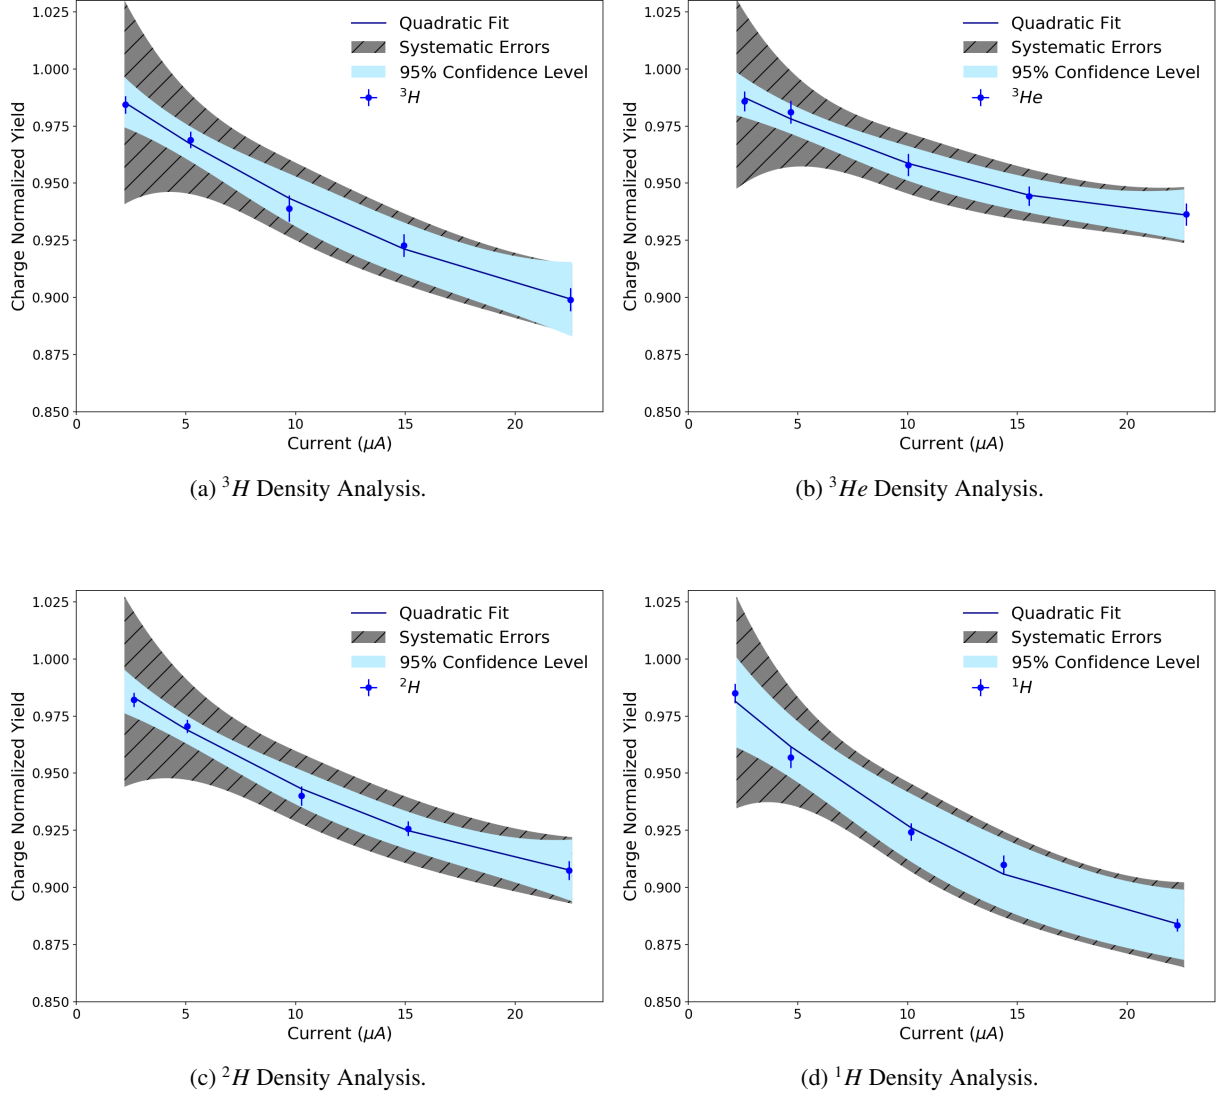 1.025
1.000
0.975
0.950
0.925
0.900
0.875
0.850
Charge Normalized Yield
Quadratic Fit
Systematic Errors
95% Confidence Level
³H
0 5 10 15 20
Current (μA)
(a) ³H Density Analysis.
1.025
1.000
0.975
0.950
0.925
0.900
0.875
0.850
Charge Normalized Yield
Quadratic Fit
Systematic Errors
95% Confidence Level
³He
0 5 10 15 20
Current (μA)
(b) ³He Density Analysis.
1.025
1.000
0.975
0.950
0.925
0.900
0.875
0.850
Charge Normalized Yield
Quadratic Fit
Systematic Errors
95% Confidence Level
²H
0 5 10 15 20
Current (μA)
(c) ²H Density Analysis.
1.025
1.000
0.975
0.950
0.925
0.900
0.875
0.850
Charge Normalized Yield
Quadratic Fit
Systematic Errors
95% Confidence Level
¹H
0 5 10 15 20
Current (μA)
(d) ¹H Density Analysis.